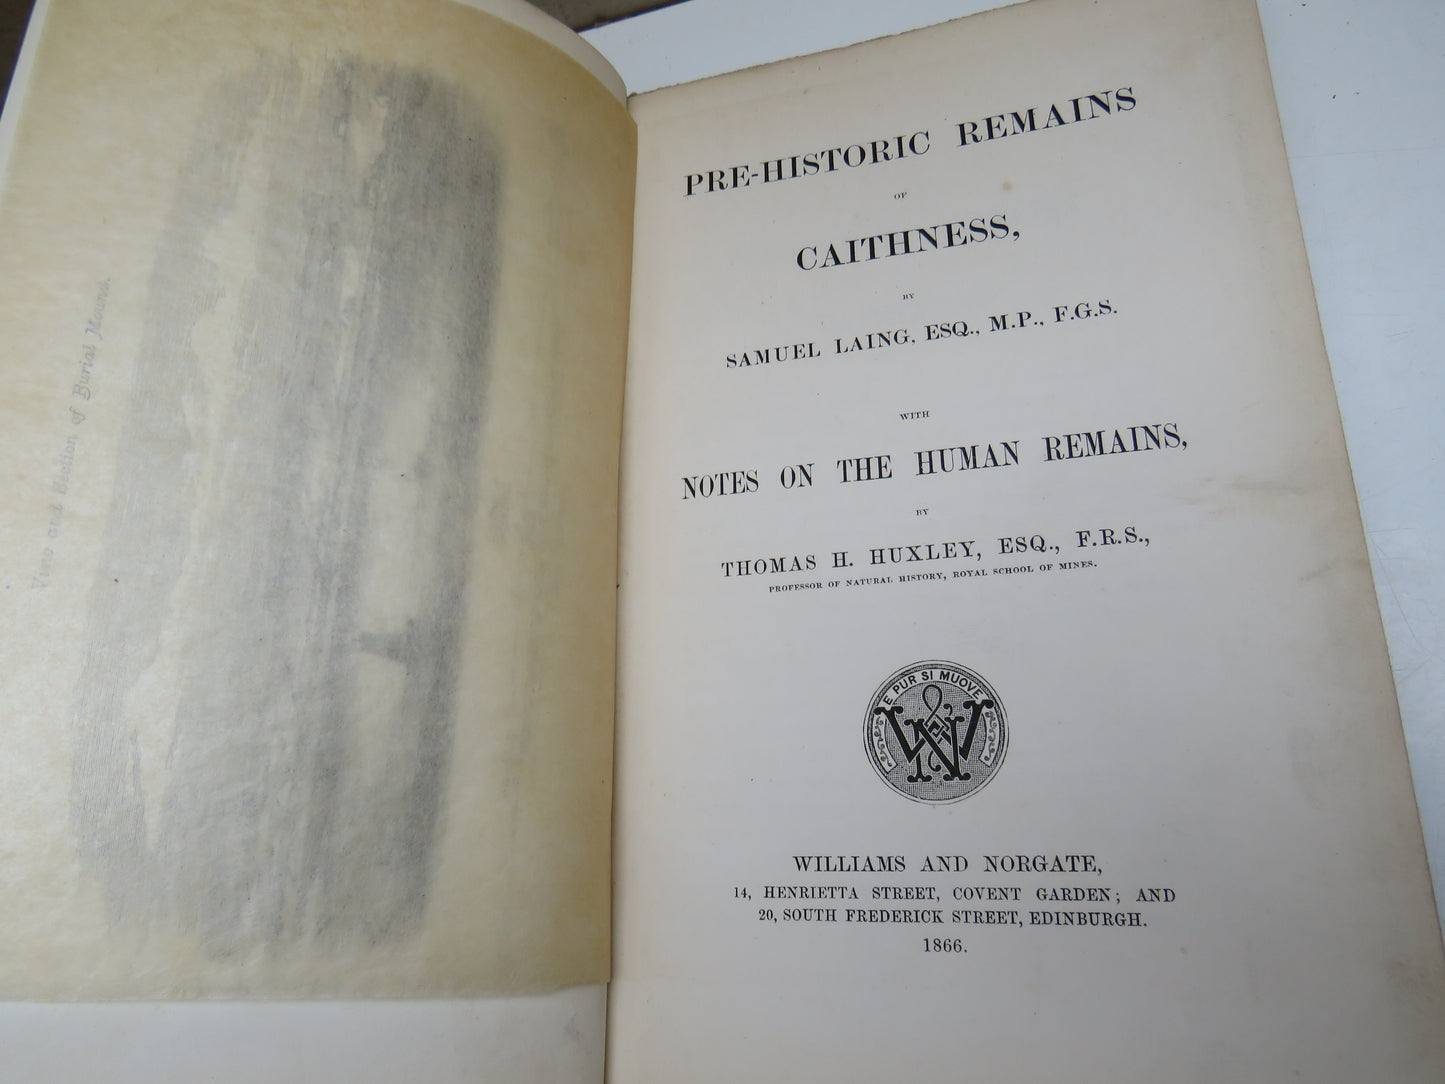 View and Section of Burial Mound.
PRE-HISTORIC REMAINS
OF
CAITHNESS,
BY
SAMUEL LAING, ESQ., M.P., F.G.S.
WITH
NOTES ON THE HUMAN REMAINS,
BY
THOMAS H. HUXLEY, ESQ., F.R.S.,
PROFESSOR OF NATURAL HISTORY, ROYAL SCHOOL OF MINES.
E PUR SI MUOVE
W N
WILLIAMS AND NORGATE,
14, HENRIETTA STREET, COVENT GARDEN; AND
20, SOUTH FREDERICK STREET, EDINBURGH.
1866.